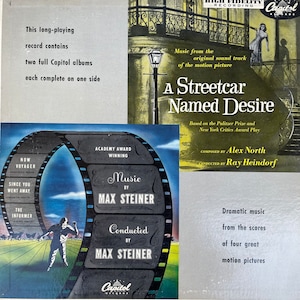 This long-playing
record contains
two full Capitol albums
each complete on one side
HIGH FIDELITY
RECORDING
Capitol
Music from the
original sound track
of the motion picture
A Streetcar
Named Desire
Based on the Pulitzer Prize and
New York Critics Award Play
COMPOSED BY Alex North
CONDUCTED BY Ray Heindorf
NOW
VOYAGER
SINCE YOU
WENT AWAY
THE
INFORMER
ACADEMY AWARD
WINNING
Music
BY
MAX STEINER
Conducted
BY
MAX STEINER
Capitol
RECORDS
Dramatic music
from the scores
of four great
motion pictures